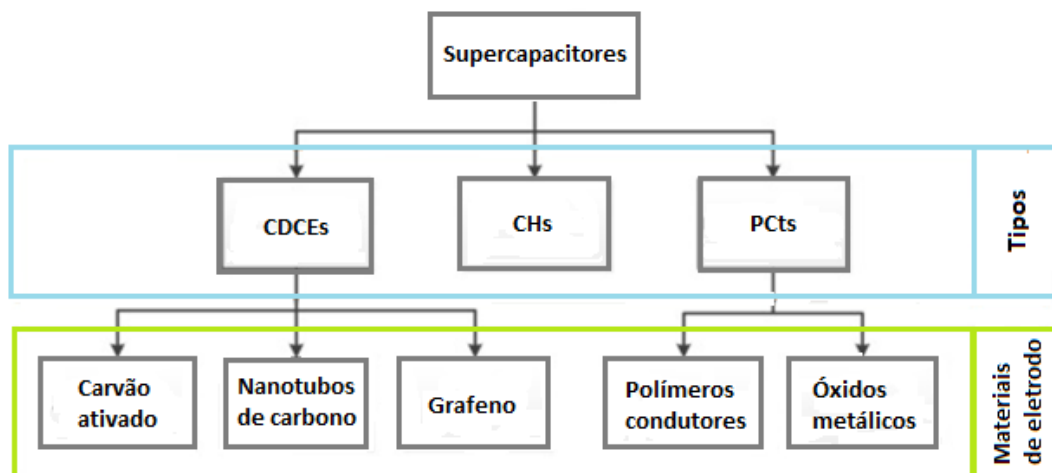 Supercapacitores
CDCEs
CHs
PCts
Tipos
Carvão
ativado
Nanotubos
de carbono
Grafeno
Polímeros
condutores
Óxidos
metálicos
Materiais
de eletrodo